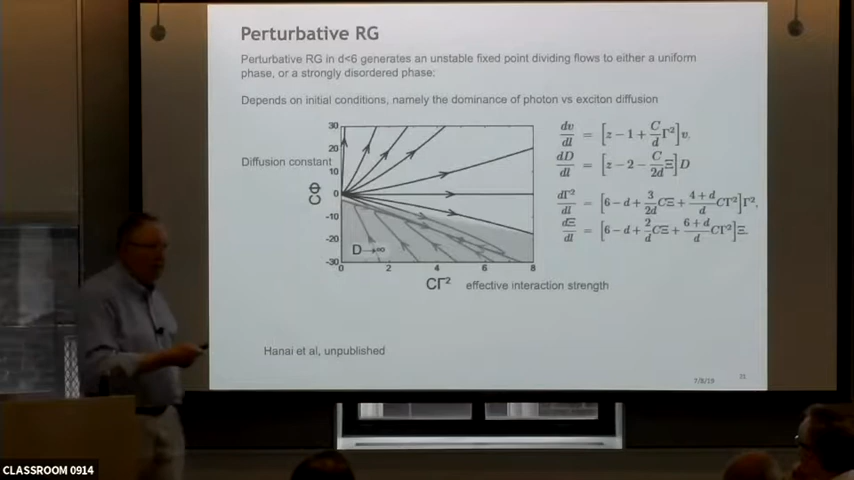 Perturbative RG
Perturbative RG in d<6 generates an unstable fixed point dividing flows to either a uniform
phase, or a strongly disordered phase;
Depends on initial conditions, namely the dominance of photon vs exciton diffusion
Diffusion constant
30
20
10
0
-10
-20
-30
CΦ
D→∞
0 2 4 6 8
CΓ² effective interaction strength
dv/dl = [z−1+C/d Γ²]v,
dD/dl = [z−2−C/2d Ξ]D
dΓ²/dl = [6−d+3/2d CΞ+4+d/d CΓ²]Γ²,
dΞ/dl = [6−d+2/d CΞ+6+d/d CΓ²]Ξ.
Hanai et al, unpublished
7/8/19
CLASSROOM 0914